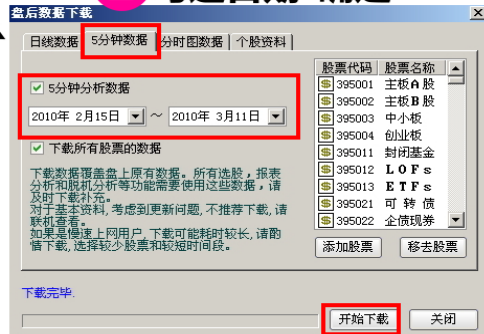 盘后数据下载
日线数据 5分钟数据 分时图数据 个股资料
5分钟分析数据
2010年 2月15日 ~ 2010年 3月11日
下载所有股票的数据
下载数据覆盖盘上原有数据。所有选股，报表
分析和脱机分析等功能需要使用这些数据，请
及时下载补充。
对于基本资料，考虑到更新问题，不推荐下载，请
联机查看。
如果是慢速上网用户，下载可能耗时较长，请酌
情下载，选择较少股票和较短时间段。
股票代码 股票名称
395001 主板A股
395002 主板B股
395003 中小板
395004 创业板
395011 封闭基金
395012 LOFs
395013 ETFs
395021 可转债
395022 企债现券
添加股票 移去股票
下载完毕.
开始下载 关闭